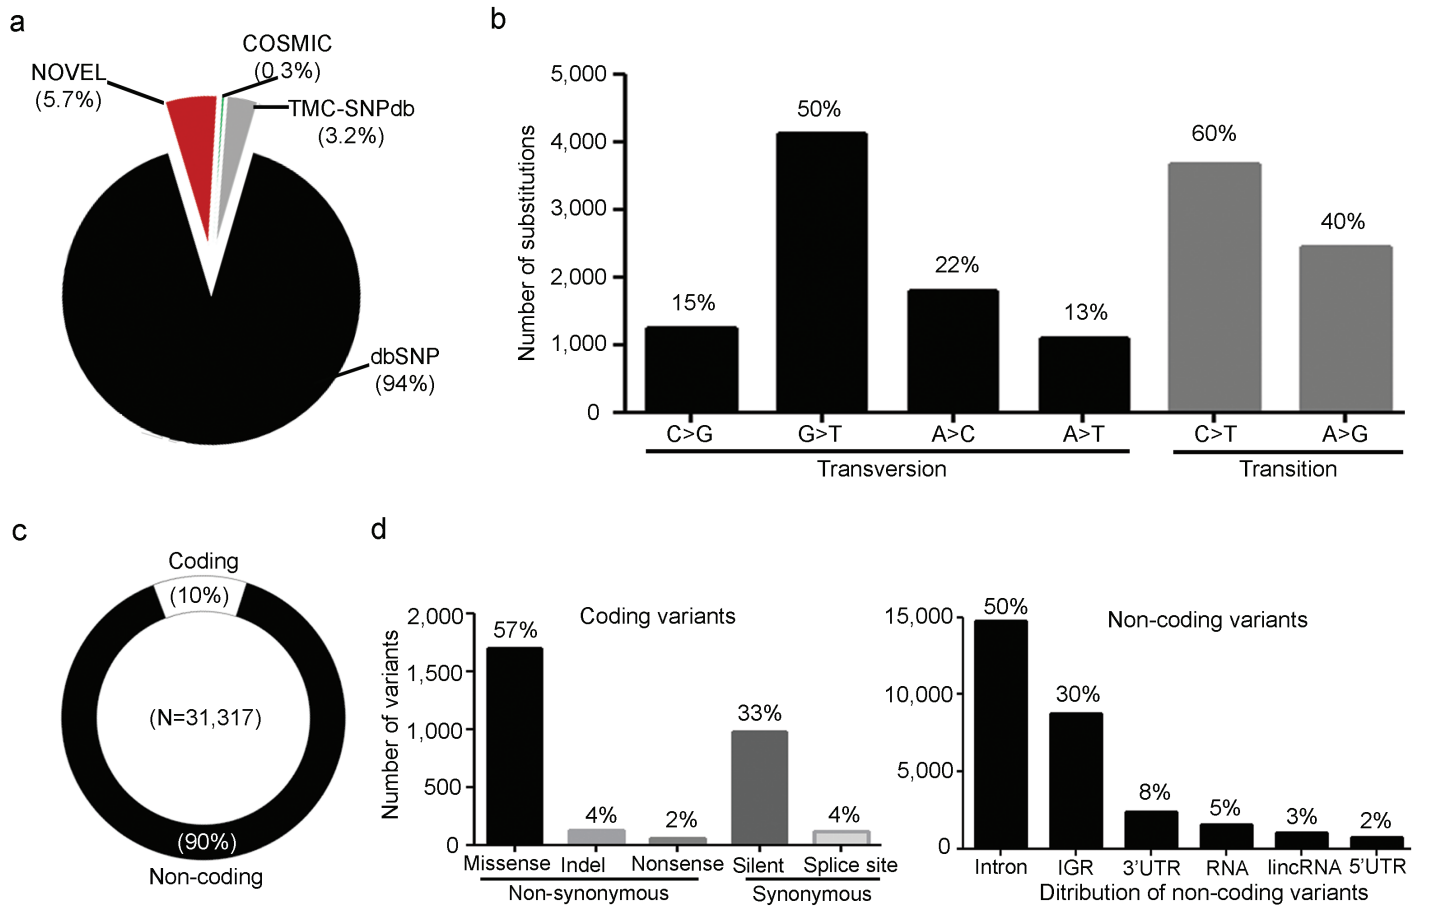 a
NOVEL
(5.7%)
COSMIC
(0.3%)
TMC-SNPdb
(3.2%)
dbSNP
(94%)
b
Number of substitutions
5,000
4,000
3,000
2,000
1,000
0
15%
50%
22%
13%
60%
40%
C>G G>T A>C A>T C>T A>G
Transversion Transition
c
Coding
(10%)
(N=31,317)
(90%)
Non-coding
d
Coding variants
Number of variants
2,000
1,500
1,000
500
0
57%
4%
2%
33%
4%
Missense Indel Nonsense Silent Splice site
Non-synonymous Synonymous
Non-coding variants
15,000
10,000
5,000
0
50%
30%
8%
5%
3%
2%
Intron IGR 3’UTR RNA lincRNA 5’UTR
Ditribution of non-coding variants